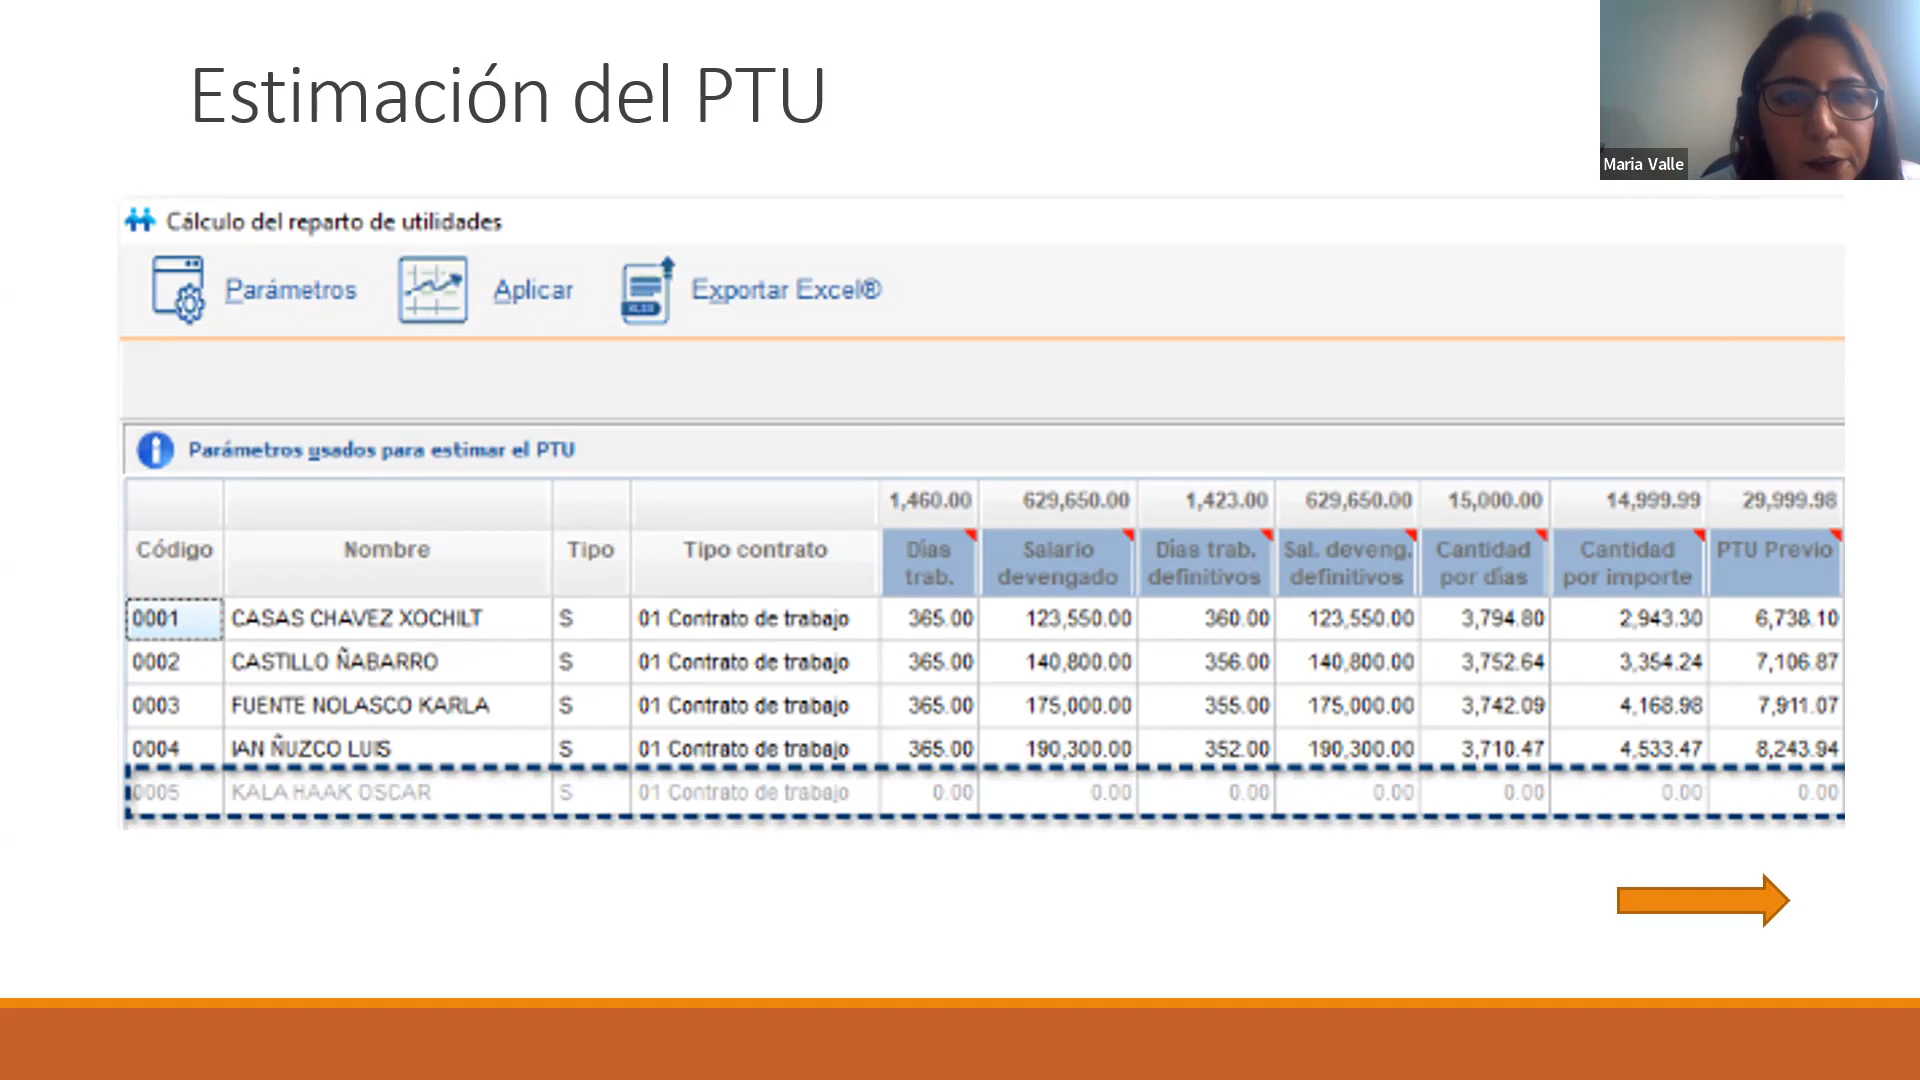 Estimación del PTU
Maria Valle
Cálculo del reparto de utilidades
Parámetros Aplicar Exportar Excel®
Parámetros usados para estimar el PTU
1,460.00 629,650.00 1,423.00 629,650.00 15,000.00 14,999.99 29,999.98
Código Nombre Tipo Tipo contrato Días trab. Salario devengado Días trab. definitivos Sal. deveng. definitivos Cantidad por días Cantidad por importe PTU Previo
0001 CASAS CHAVEZ XOCHILT S 01 Contrato de trabajo 365.00 123,550.00 360.00 123,550.00 3,794.80 2,943.30 6,738.10
0002 CASTILLO ÑABARRO S 01 Contrato de trabajo 365.00 140,800.00 356.00 140,800.00 3,752.64 3,354.24 7,106.87
0003 FUENTE NOLASCO KARLA S 01 Contrato de trabajo 365.00 175,000.00 355.00 175,000.00 3,742.09 4,168.98 7,911.07
0004 IAN ÑUZCO LUIS S 01 Contrato de trabajo 365.00 190,300.00 352.00 190,300.00 3,710.47 4,533.47 8,243.94
0005 KALA HAAK OSCAR S 01 Contrato de trabajo 0.00 0.00 0.00 0.00 0.00 0.00 0.00